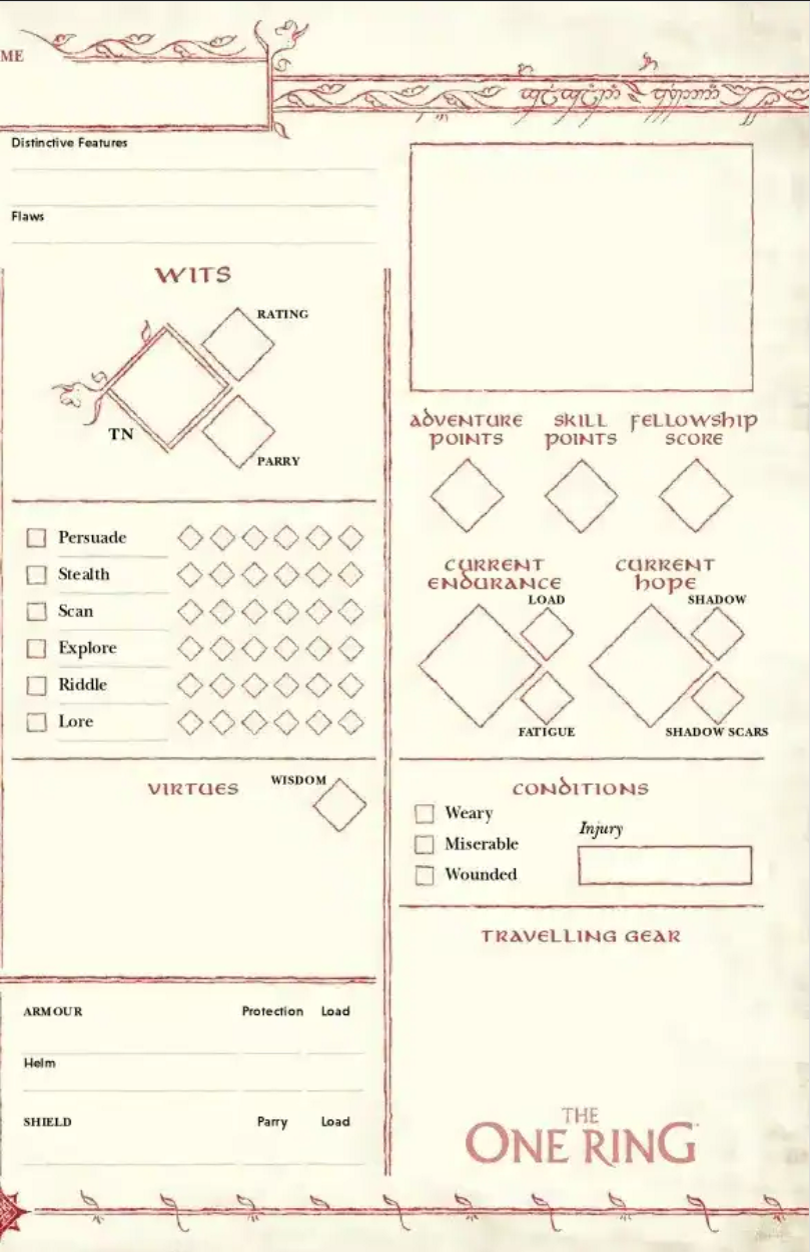 ME
Distinctive Features
Flaws
WITS
RATING
TN
PARRY
Persuade
Stealth
Scan
Explore
Riddle
Lore
VIRTUES
WISDOM
ARMOUR Protection Load
Helm
SHIELD Parry Load
ADVENTURE POINTS
SKILL POINTS
FELLOWSHIP SCORE
CURRENT ENDURANCE
LOAD
FATIGUE
CURRENT HOPE
SHADOW
SHADOW SCARS
CONDITIONS
Weary
Miserable
Wounded
Injury
TRAVELLING GEAR
THE
ONE RING